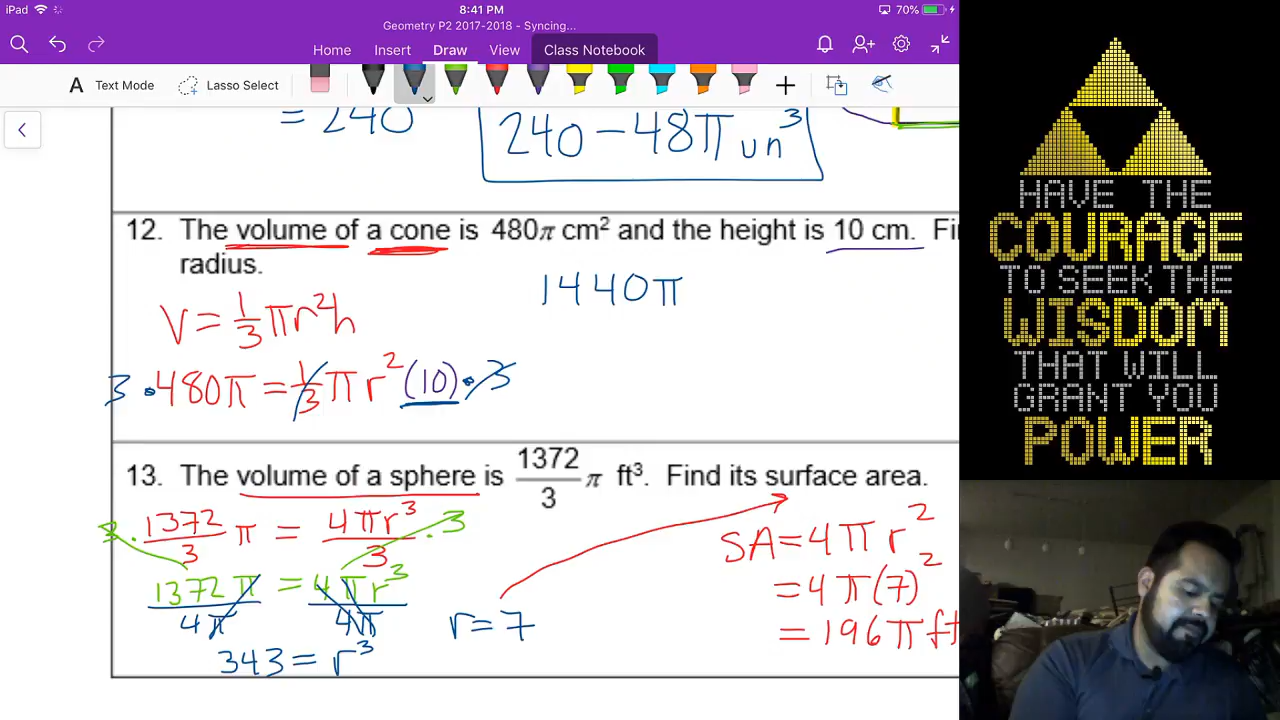 iPad 8:41 PM 70%
Geometry P2 2017-2018 - Syncing...
Home Insert Draw View Class Notebook
A Text Mode Lasso Select
= 240 240 - 48π un³
12. The volume of a cone is 480π cm² and the height is 10 cm. Fi
radius.
1440π
V = 1/3 πr²h
3 · 480π = 1/3 π r² (10) · 3
13. The volume of a sphere is 1372/3 π ft³. Find its surface area.
3 · 1372/3 π = 4πr³/3 · 3
1372π/4π = 4πr³/4π
343 = r³
r = 7
SA = 4πr²
= 4π(7)²
= 196π ft
HAVE THE
COURAGE
TO SEEK THE
WISDOM
THAT WILL
GRANT YOU
POWER